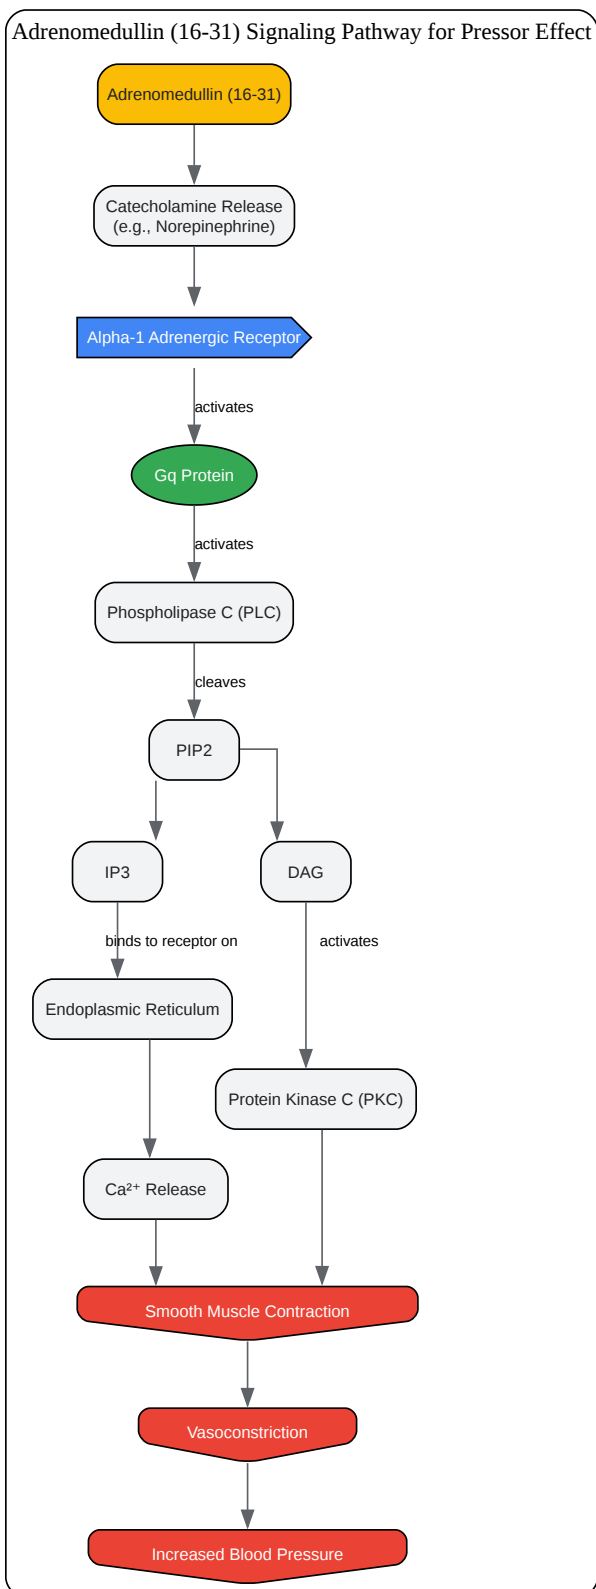 Adrenomedullin (16-31) Signaling Pathway for Pressor Effect
Adrenomedullin (16-31)
Catecholamine Release
(e.g., Norepinephrine)
Alpha-1 Adrenergic Receptor
activates
Gq Protein
activates
Phospholipase C (PLC)
cleaves
PIP2
IP3
DAG
binds to receptor on
activates
Endoplasmic Reticulum
Protein Kinase C (PKC)
Ca²⁺ Release
Smooth Muscle Contraction
Vasoconstriction
Increased Blood Pressure